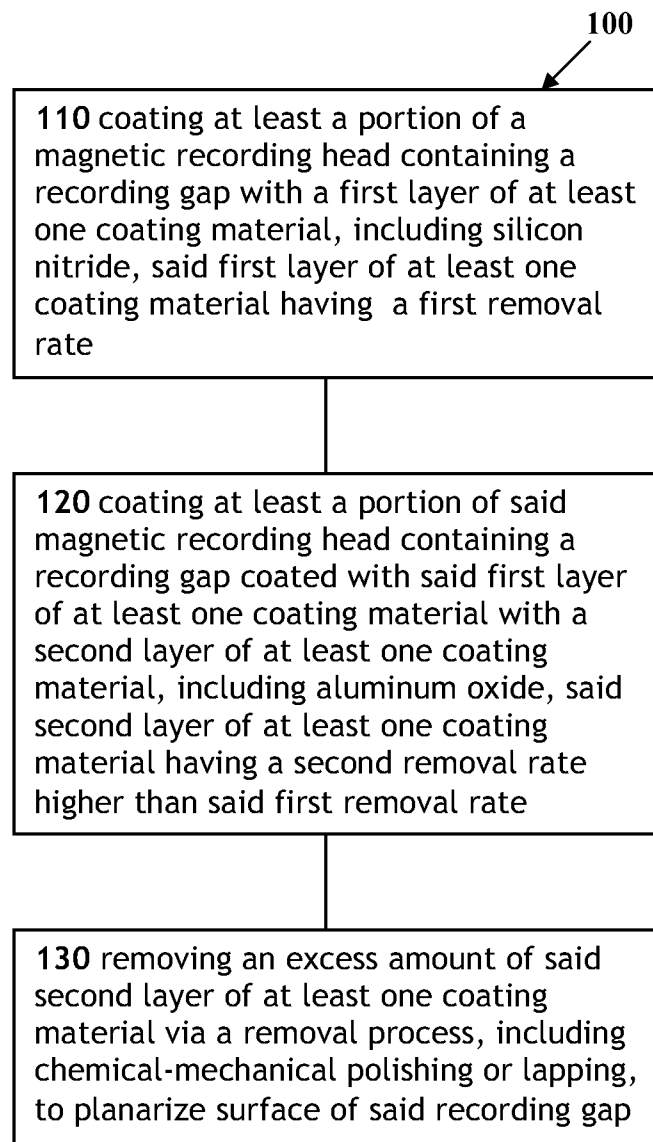 100
110 coating at least a portion of a
magnetic recording head containing a
recording gap with a first layer of at least
one coating material, including silicon
nitride, said first layer of at least one
coating material having a first removal
rate
120 coating at least a portion of said
magnetic recording head containing a
recording gap coated with said first layer
of at least one coating material with a
second layer of at least one coating
material, including aluminum oxide, said
second layer of at least one coating
material having a second removal rate
higher than said first removal rate
130 removing an excess amount of said
second layer of at least one coating
material via a removal process, including
chemical-mechanical polishing or lapping,
to planarize surface of said recording gap